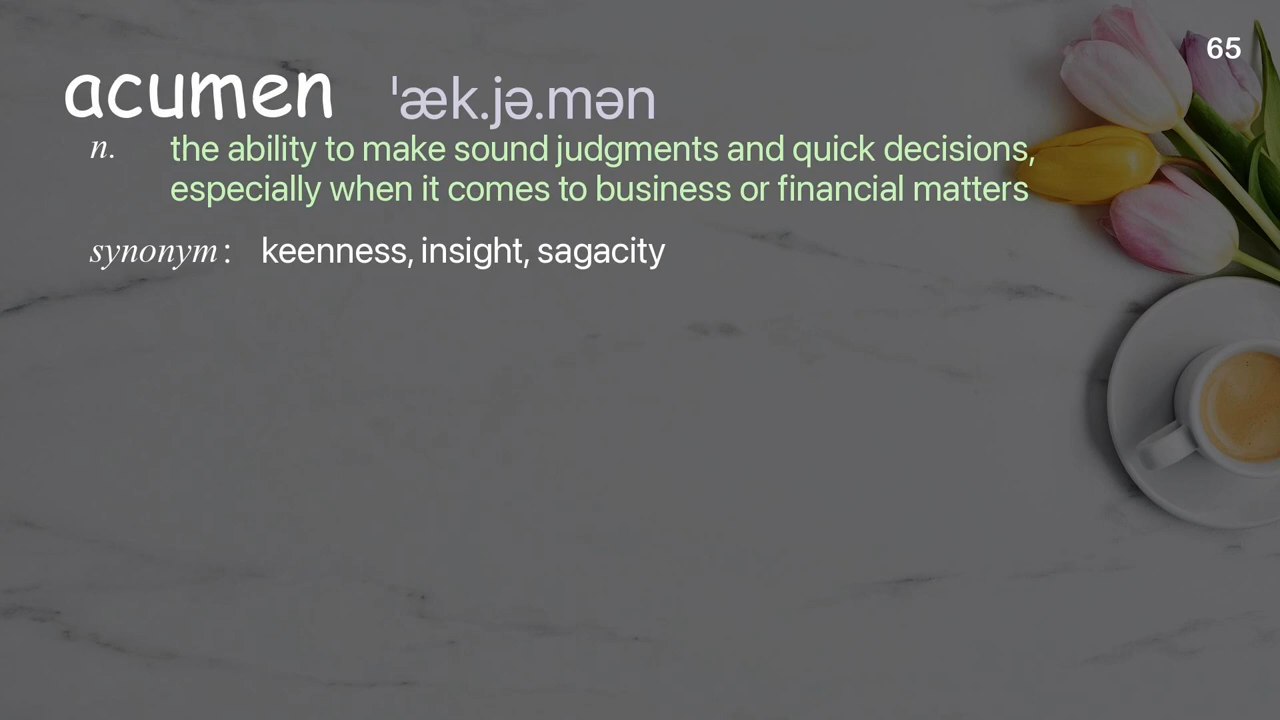 65
acumen ˈæk.jə.mən
n. the ability to make sound judgments and quick decisions,
especially when it comes to business or financial matters
synonym : keenness, insight, sagacity